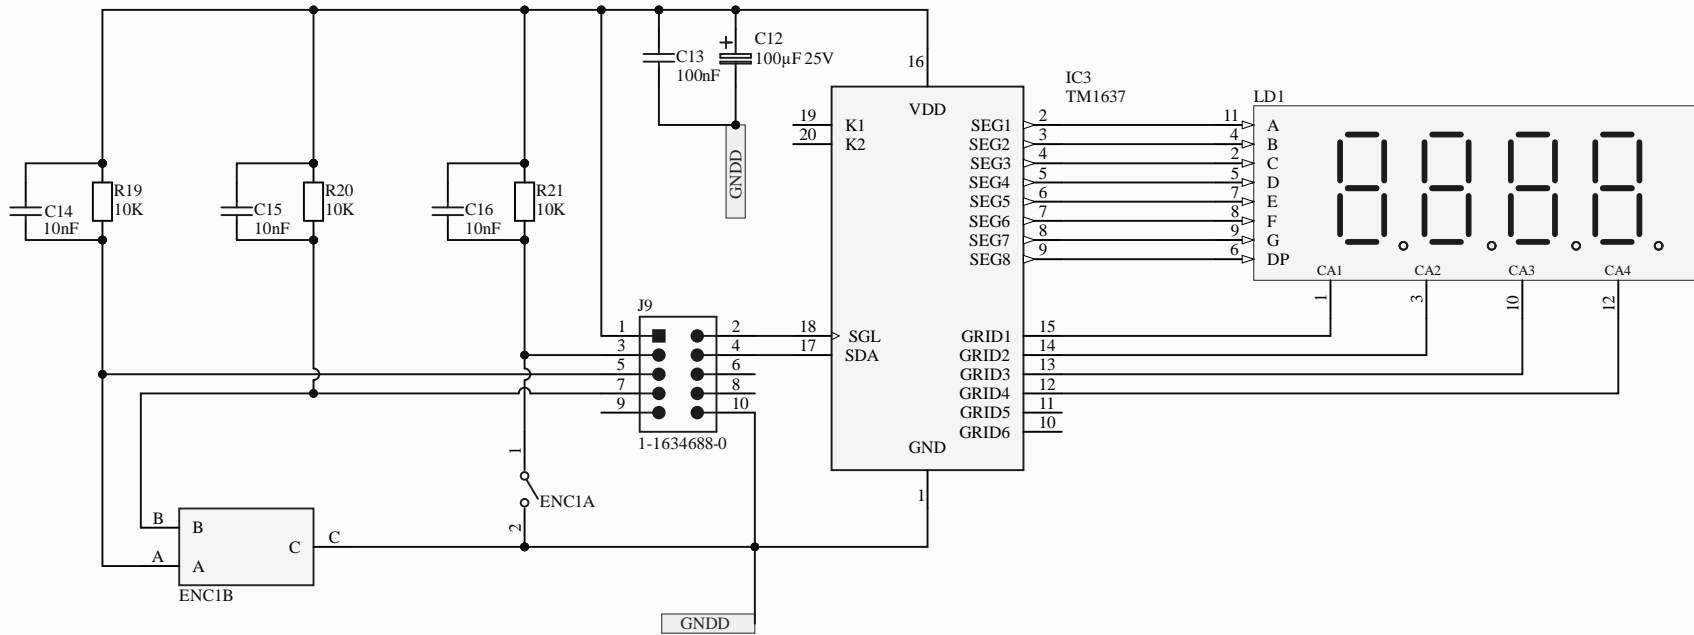 C12
100µF 25V
C13
100nF
GNDD
16
IC3
TM1637
VDD
19 K1
20 K2
SEG1 2
SEG2 3
SEG3 4
SEG4 5
SEG5 6
SEG6 7
SEG7 8
SEG8 9
LD1
11 A
4 B
2 C
5 D
7 E
8 F
9 G
6 DP
CA1 CA2 CA3 CA4
1 3 10 12
R19
10K
C14
10nF
R20
10K
C15
10nF
R21
10K
C16
10nF
J9
1 2
3 4
5 6
7 8
9 10
1-1634688-0
18 SGL
17 SDA
GRID1 15
GRID2 14
GRID3 13
GRID4 12
GRID5 11
GRID6 10
GND
1
1
ENC1A
2
B B
A A
C C
ENC1B
GNDD